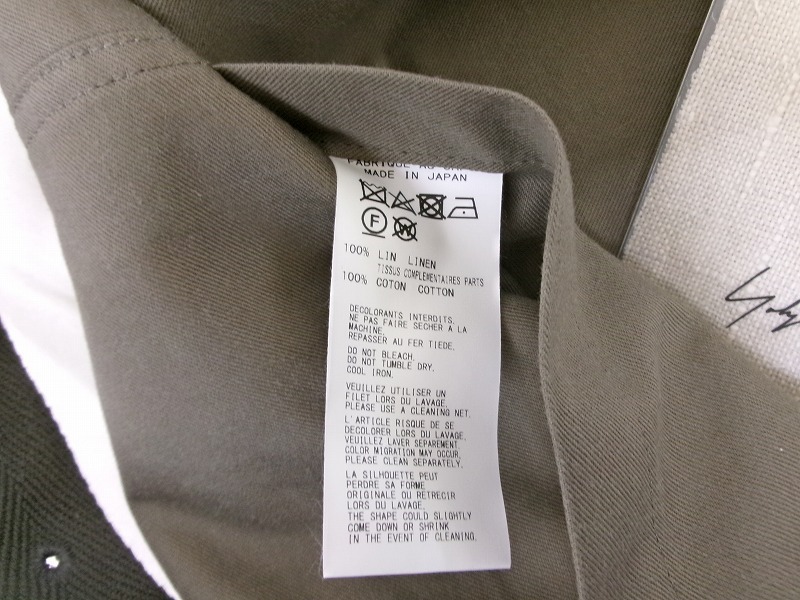 MADE IN JAPAN
F
W
100% LIN LINEN
TISSUS COMPLEMENTAIRES PARTS
100% COTON COTTON
DECOLORANTS INTERDITS.
NE PAS FAIRE SECHER A LA
MACHINE.
REPASSER AU FER TIEDE.
DO NOT BLEACH.
DO NOT TUMBLE DRY.
COOL IRON.
VEUILLEZ UTILISER UN
FILET LORS DU LAVAGE.
PLEASE USE A CLEANING NET.
L'ARTICLE RISQUE DE SE
DECOLORER LORS DU LAVAGE.
VEUILLEZ LAVER SEPAREMENT.
COLOR MIGRATION MAY OCCUR.
PLEASE CLEAN SEPARATELY.
LA SILHOUETTE PEUT
PERDRE SA FORME
ORIGINALE OU RETRECIR
LORS DU LAVAGE.
THE SHAPE COULD SLIGHTLY
COME DOWN OR SHRINK
IN THE EVENT OF CLEANING.